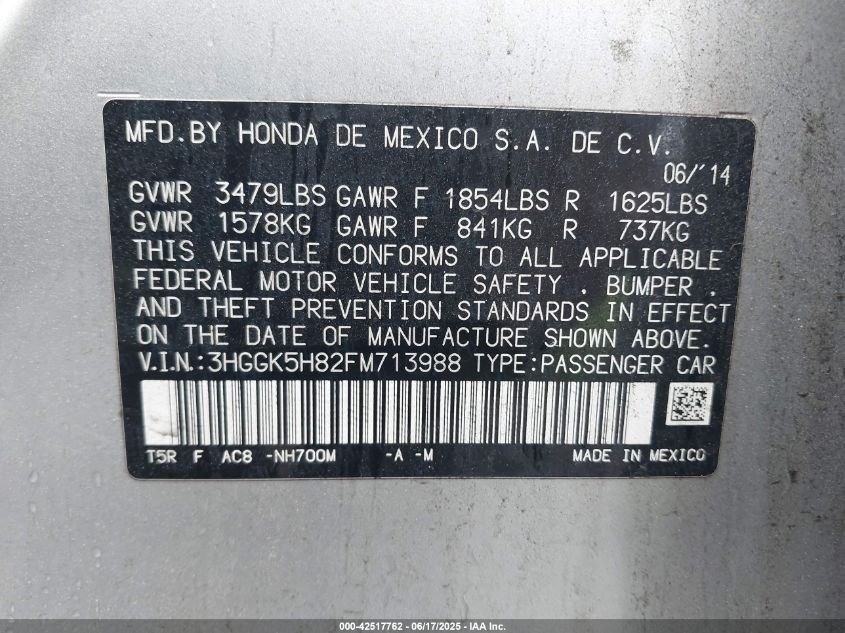 MFD.BY HONDA DE MEXICO S.A. DE C.V.
06/'14
GVWR 3479LBS GAWR F 1854LBS R 1625LBS
GVWR 1578KG GAWR F 841KG R 737KG
THIS VEHICLE CONFORMS TO ALL APPLICABLE
FEDERAL MOTOR VEHICLE SAFETY , BUMPER ,
AND THEFT PREVENTION STANDARDS IN EFFECT
ON THE DATE OF MANUFACTURE SHOWN ABOVE.
V.I.N.:3HGGK5H82FM713988 TYPE:PASSENGER CAR
T5R F AC8 -NH700M -A -M MADE IN MEXICO
000-42517762 - 06/17/2025 - IAA Inc.